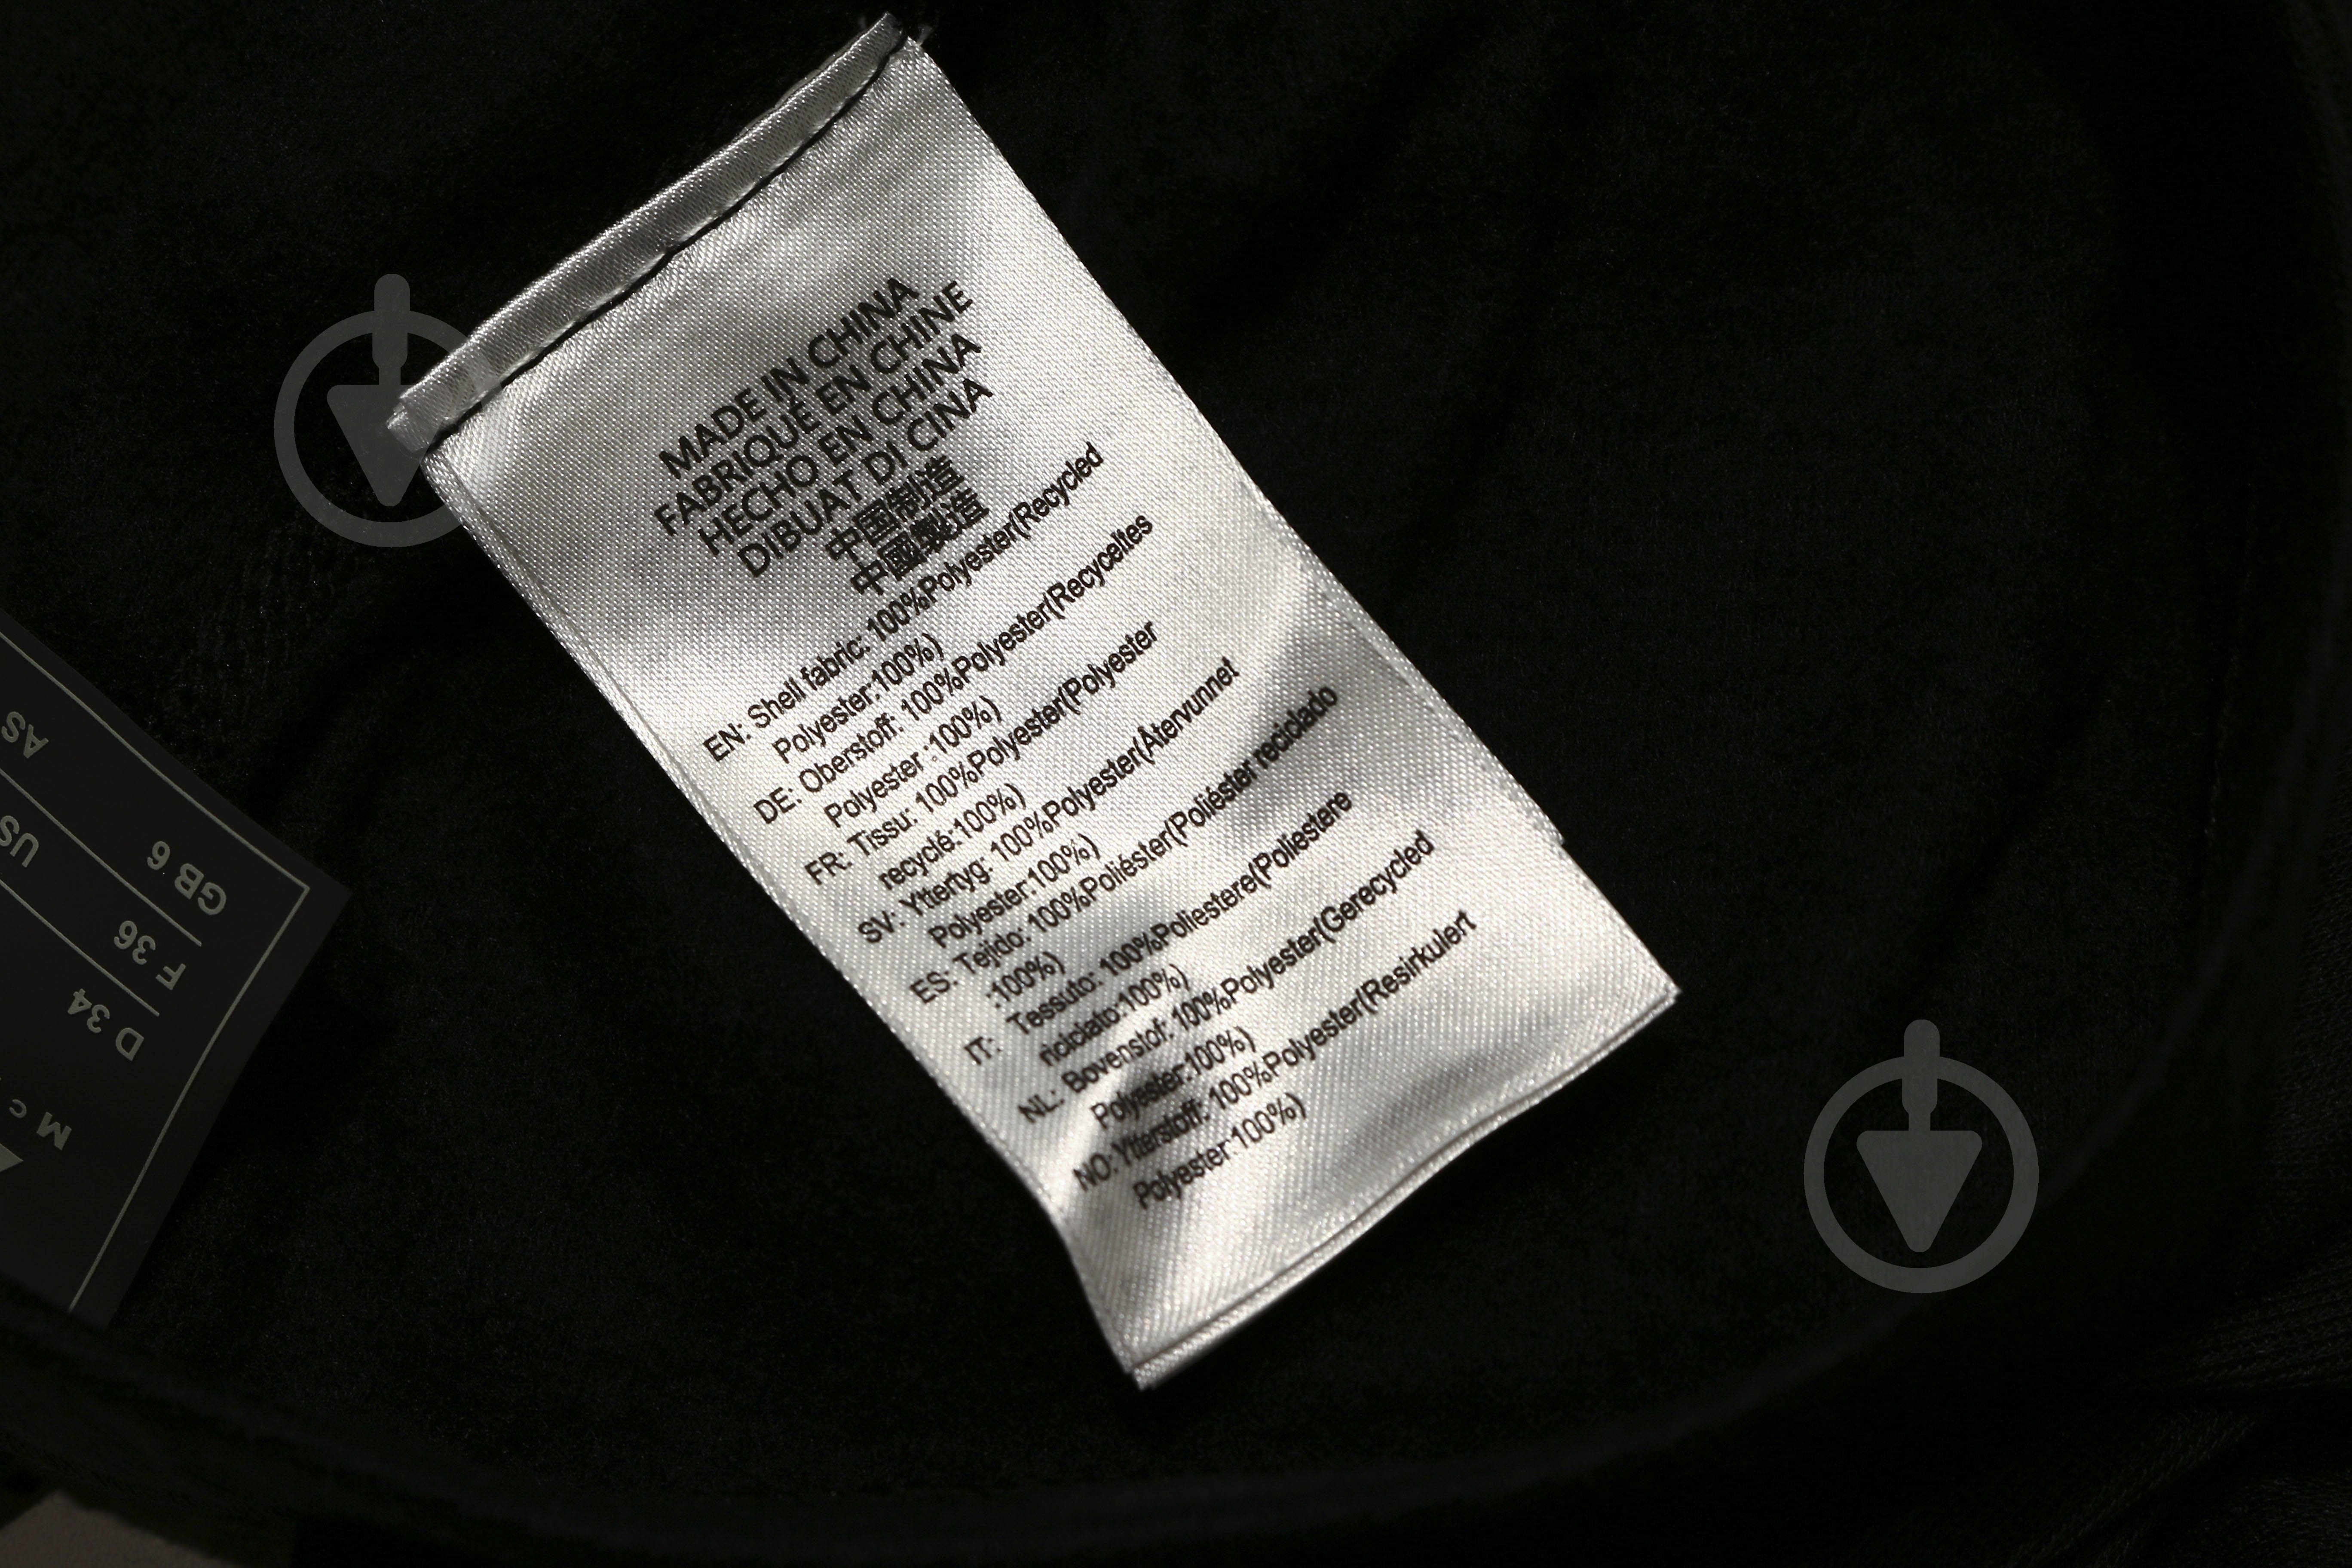 MADE IN CHINA
FABRIQUÉ EN CHINE
HECHO EN CHINA
DIBUAT DI CINA
中国制造
中國製造
EN: Shell fabric: 100%Polyester(Recycled
Polyester:100%)
DE: Oberstoff: 100%Polyester(Recyceltes
Polyester :100%)
FR: Tissu: 100%Polyester(Polyester
recyclé:100%)
SV: Yttertyg: 100%Polyester(Återvunnet
Polyester:100%)
ES: Tejido: 100%Poliéster(Poliéster reciclado
:100%)
IT: Tessuto: 100%Poliestere(Poliestere
riciclato:100%)
NL: Bovenstof: 100%Polyester(Gerecycled
Polyester:100%)
NO: Ytterstoff: 100%Polyester(Resirkulert
Polyester:100%)
D 34
F 36
GB 6
US
AS